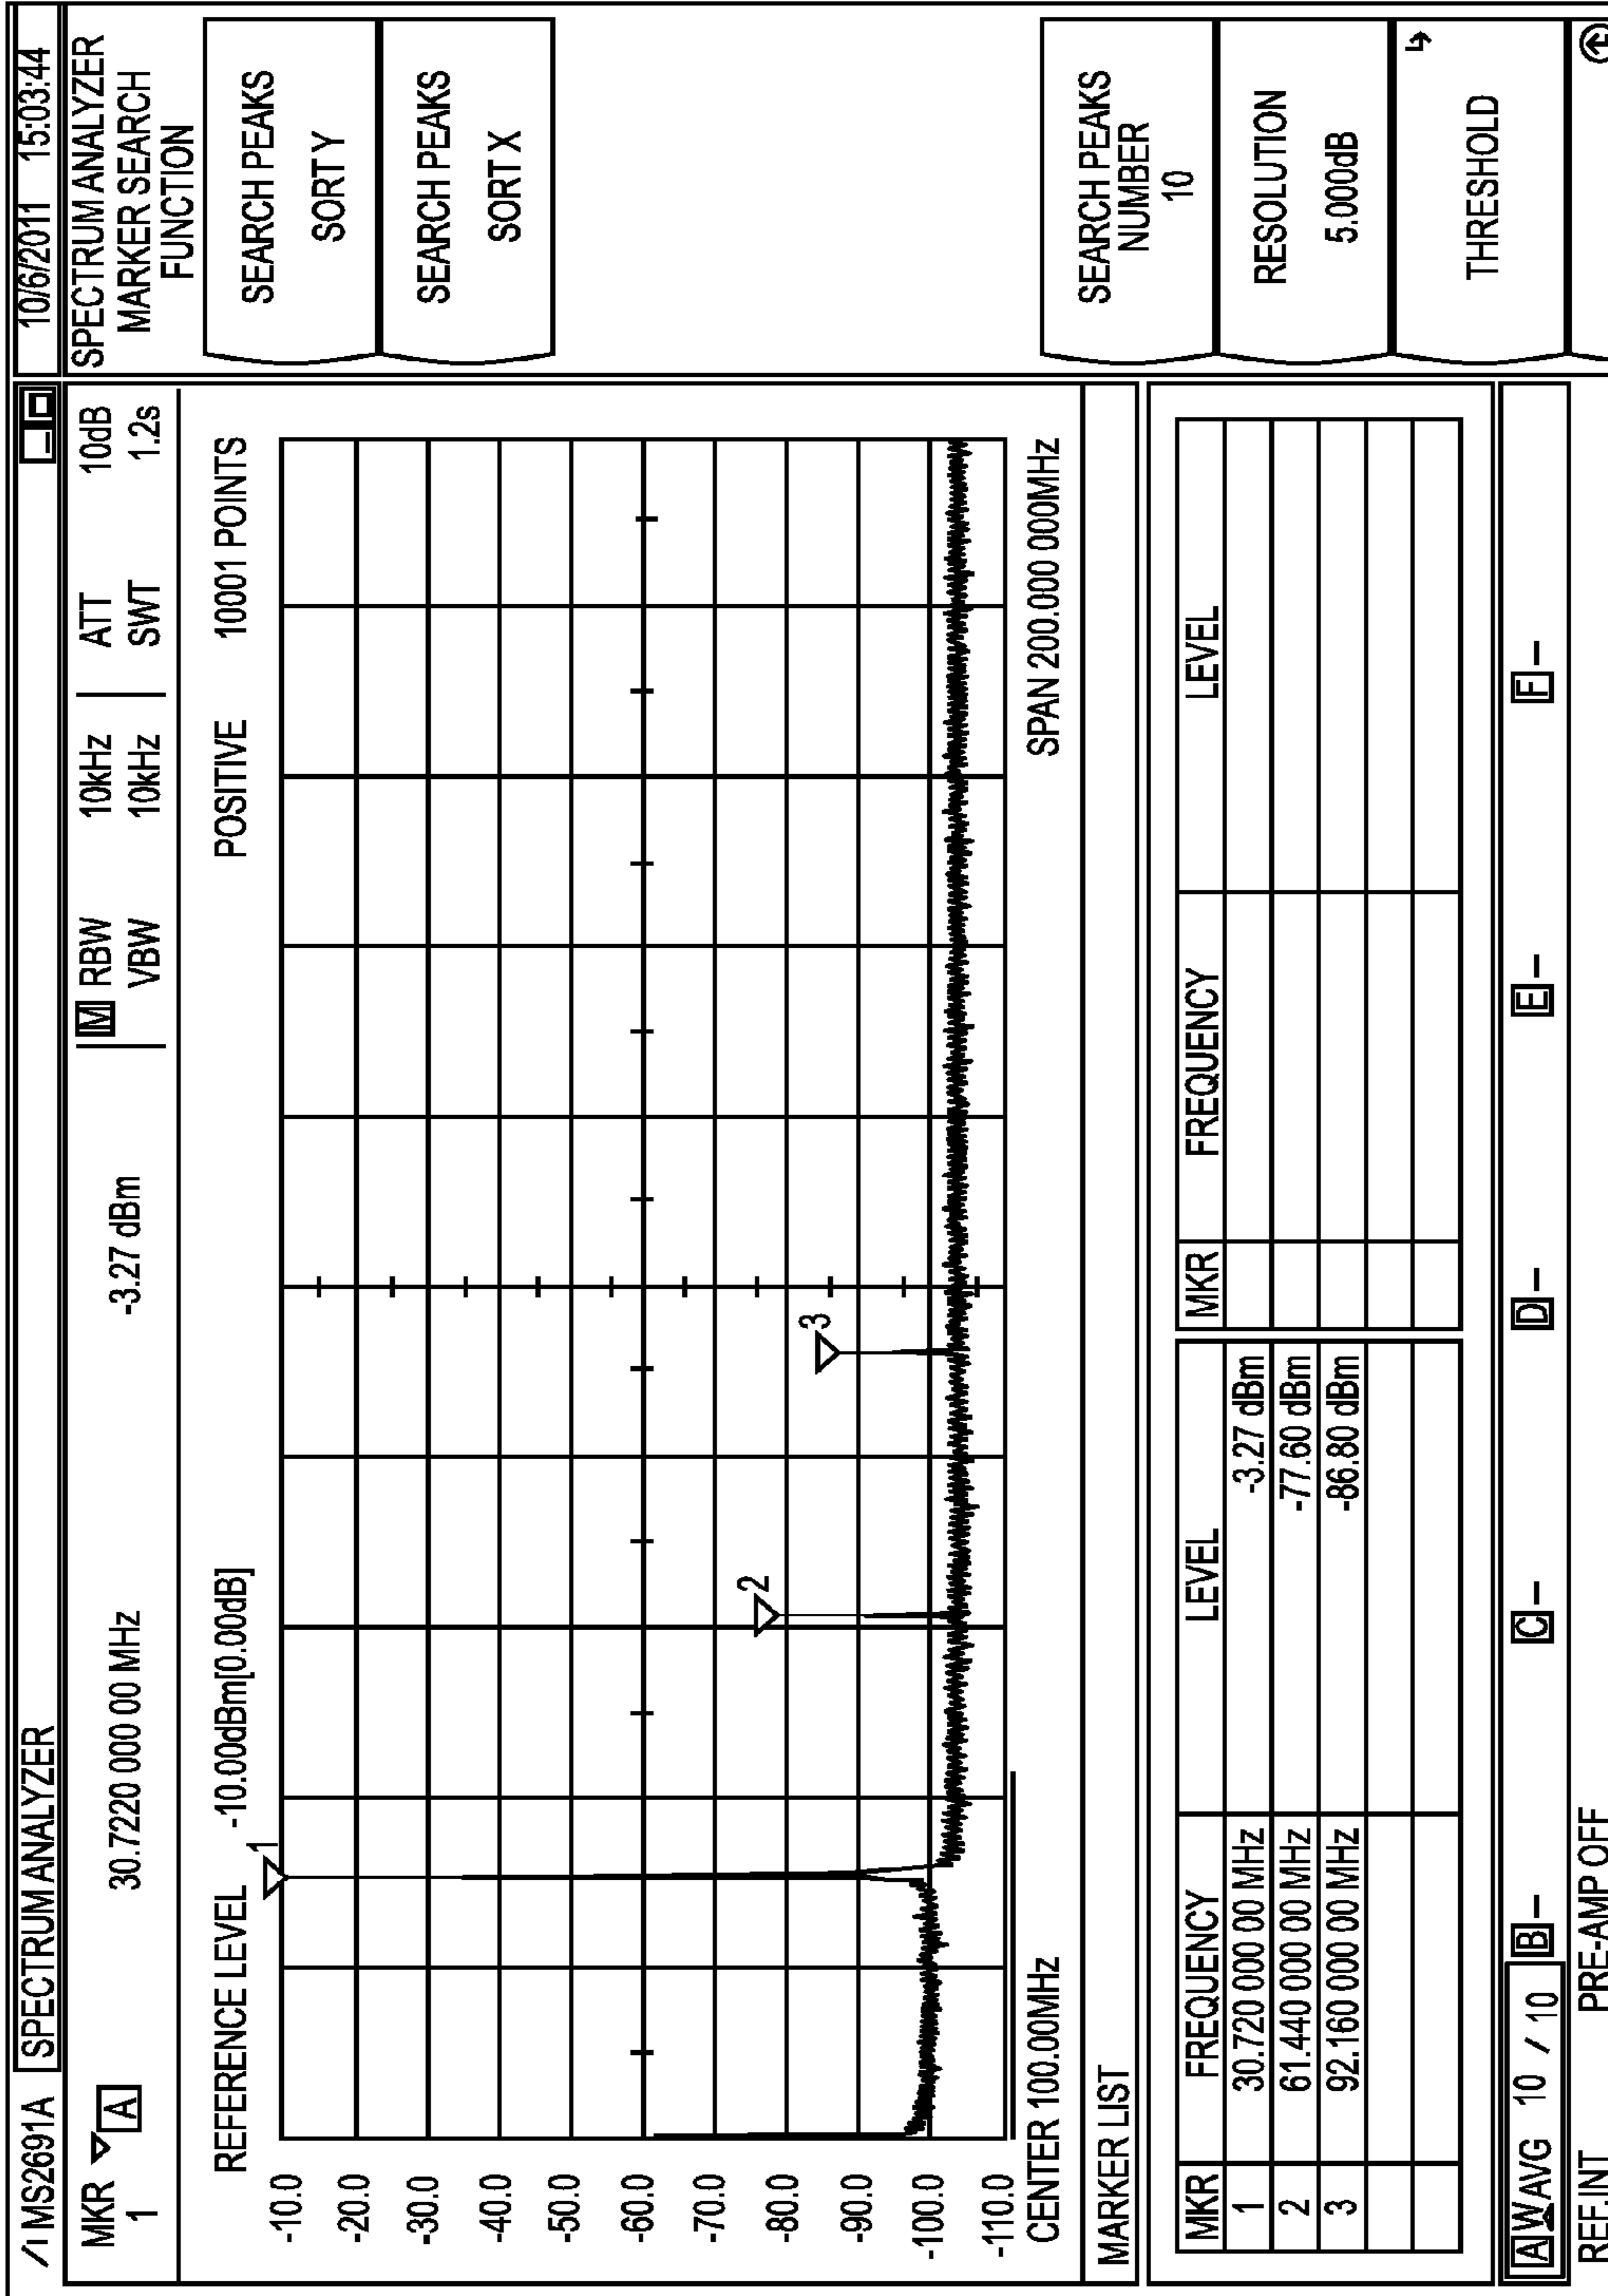 /i MS2691A SPECTRUM ANALYZER
10/6/2011 15:03:44
MKR A
1
30.7220 000 00 MHz
-3.27 dBm
M RBW 10kHz
VBW 10kHz
ATT 10dB
SWT 1.2s
REFERENCE LEVEL -10.00dBm[0.00dB]
POSITIVE 10001 POINTS
1
2
3
-10.0
-20.0
-30.0
-40.0
-50.0
-60.0
-70.0
-80.0
-90.0
-100.0
-110.0
CENTER 100.00MHz
SPAN 200.000 000MHz
MARKER LIST
MKR FREQUENCY LEVEL MKR FREQUENCY LEVEL
1 30.720 000 00 MHz -3.27 dBm
2 61.440 000 00 MHz -77.60 dBm
3 92.160 000 00 MHz -86.80 dBm
A WAVG 10 / 10 B – C – D – E – F –
REF.INT PRE-AMP OFF
SPECTRUM ANALYZER
MARKER SEARCH
FUNCTION
SEARCH PEAKS
SORT Y
SEARCH PEAKS
SORT X
SEARCH PEAKS
NUMBER
10
RESOLUTION
5.000dB
THRESHOLD